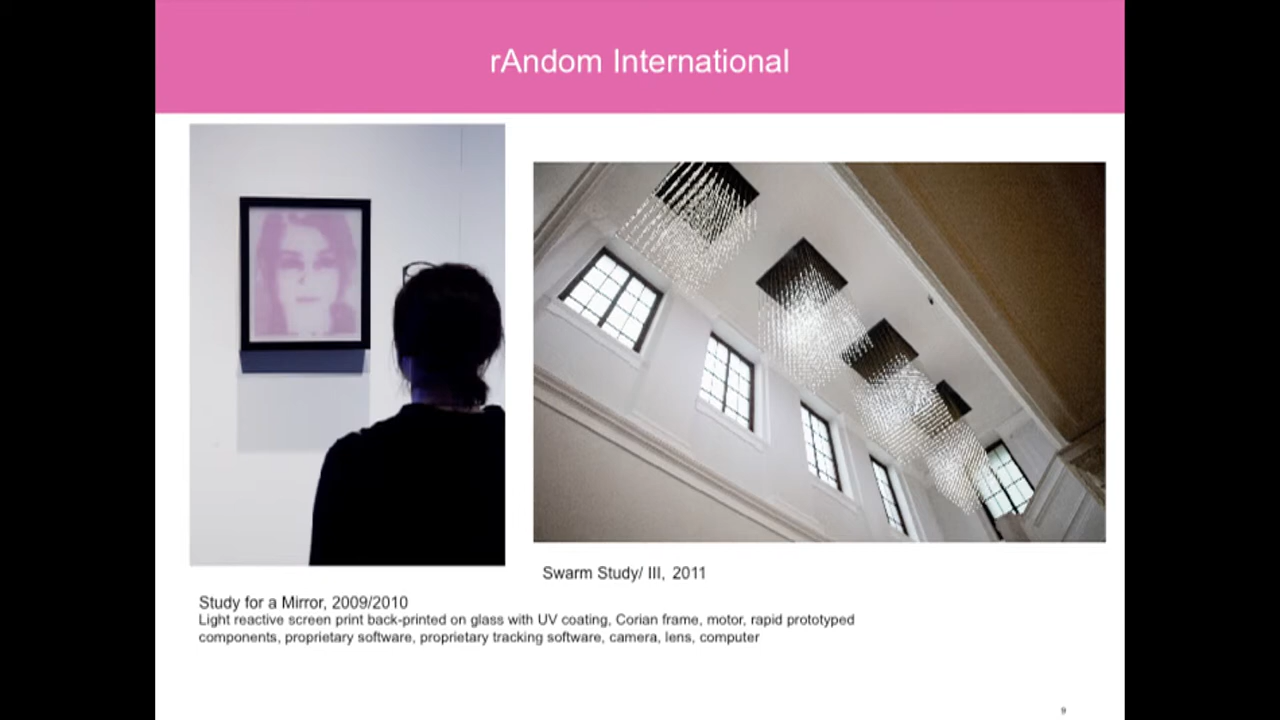 rAndom International
Swarm Study/ III, 2011
Study for a Mirror, 2009/2010
Light reactive screen print back-printed on glass with UV coating, Corian frame, motor, rapid prototyped
components, proprietary software, proprietary tracking software, camera, lens, computer
9